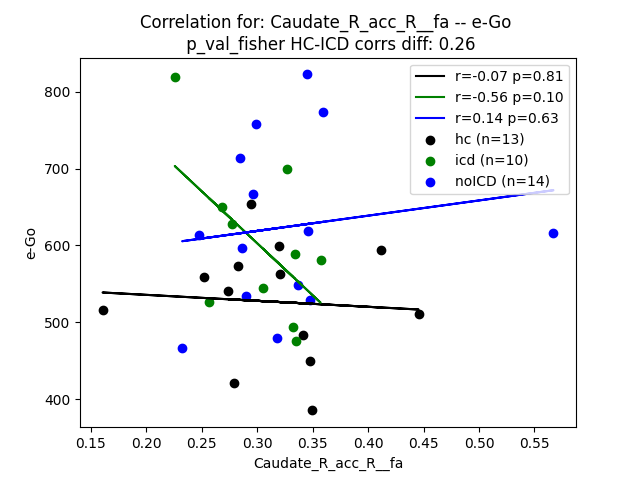 Correlation for: Caudate_R_acc_R__fa -- e-Go
p_val_fisher HC-ICD corrs diff: 0.26
r=-0.07 p=0.81
r=-0.56 p=0.10
r=0.14 p=0.63
hc (n=13)
icd (n=10)
noICD (n=14)
e-Go
800
700
600
500
400
0.15 0.20 0.25 0.30 0.35 0.40 0.45 0.50 0.55
Caudate_R_acc_R__fa